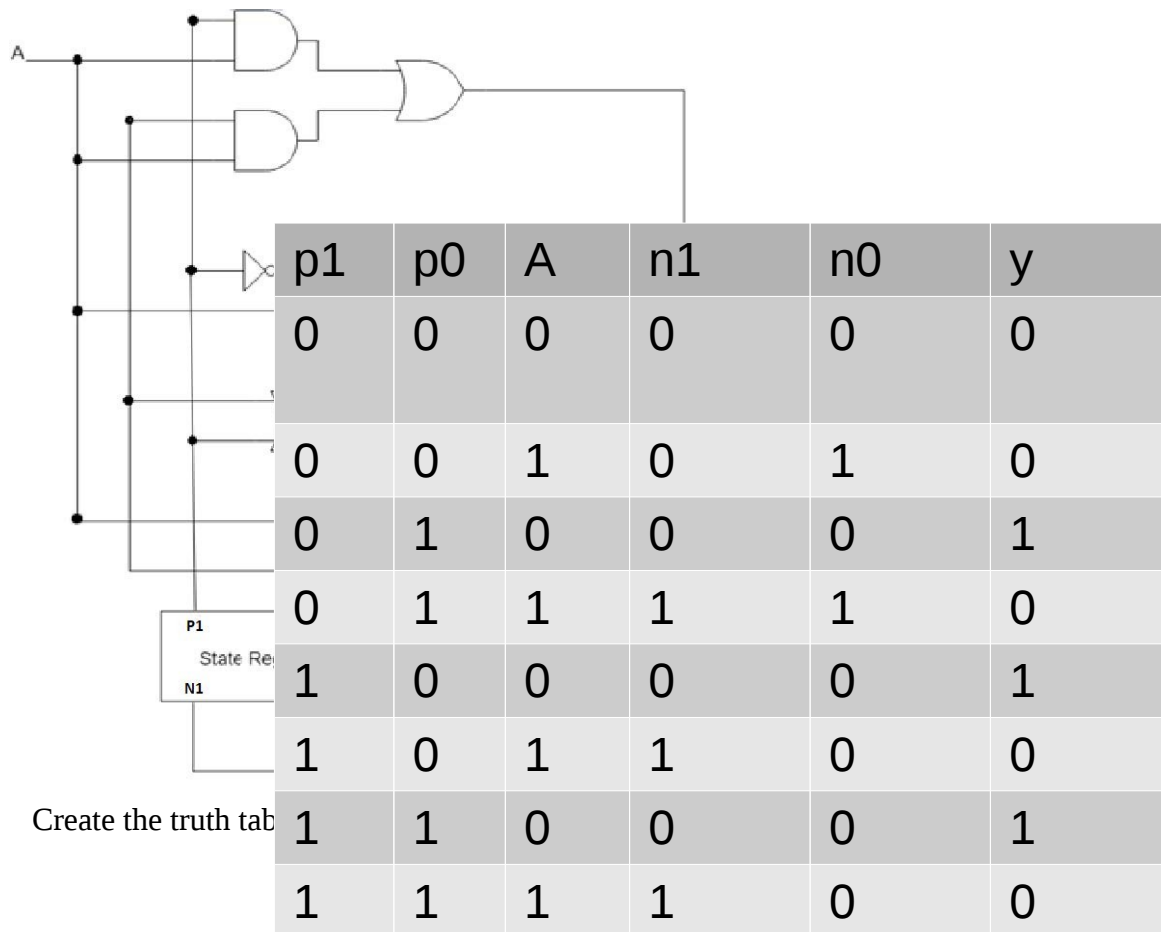 A
p1 p0 A n1 n0 y
0 0 0 0 0 0
0 0 1 0 1 0
0 1 0 0 0 1
0 1 1 1 1 0
P1
State Re
N1
1 0 0 0 0 1
1 0 1 1 0 0
Create the truth tab
1 1 0 0 0 1
1 1 1 1 0 0